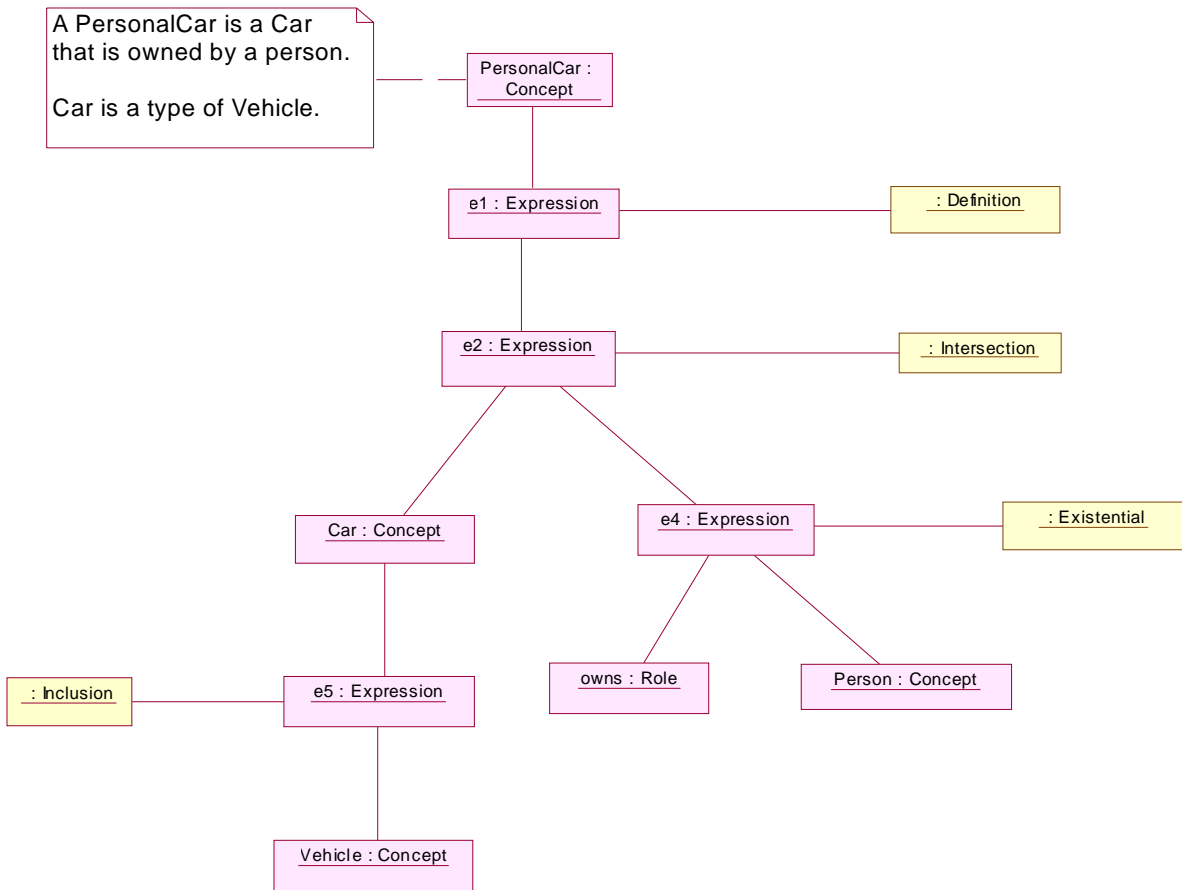 A PersonalCar is a Car
that is owned by a person.
Car is a type of Vehicle.
PersonalCar :
Concept
e1 : Expression
: Definition
e2 : Expression
: Intersection
Car : Concept
e4 : Expression
: Existential
owns : Role
Person : Concept
: Inclusion
e5 : Expression
Vehicle : Concept